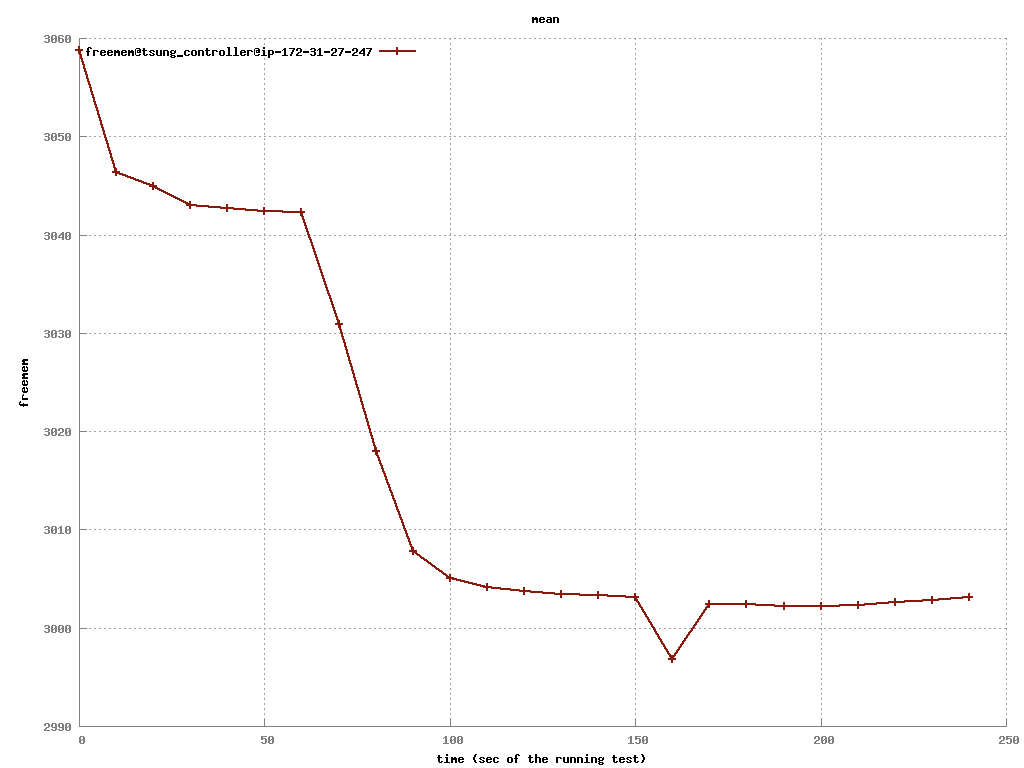 mean
3060
freemem@tsung_controller@ip-172-31-27-247
3050
3040
3030
3020
3010
3000
2990
freemem
0 50 100 150 200 250
time (sec of the running test)